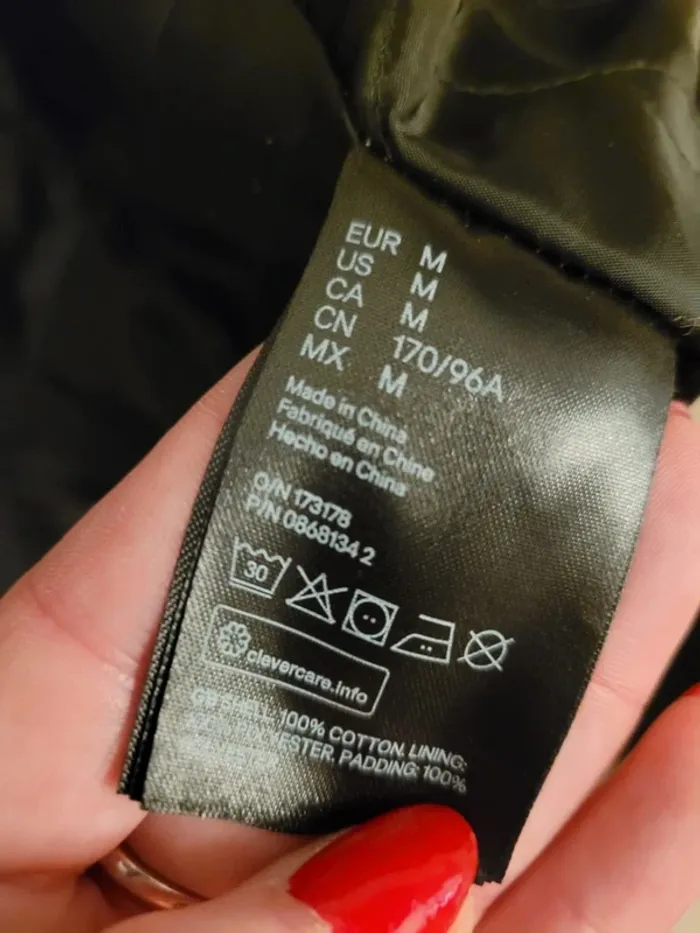 EUR M
US M
CA M
CN 170/96A
MX M
Made in China
Fabriqué en Chine
Hecho en China
O/N 173178
P/N 0868134 2
30
clevercare.info
SHELL: 100% COTTON. LINING:
POLYESTER. PADDING: 100%